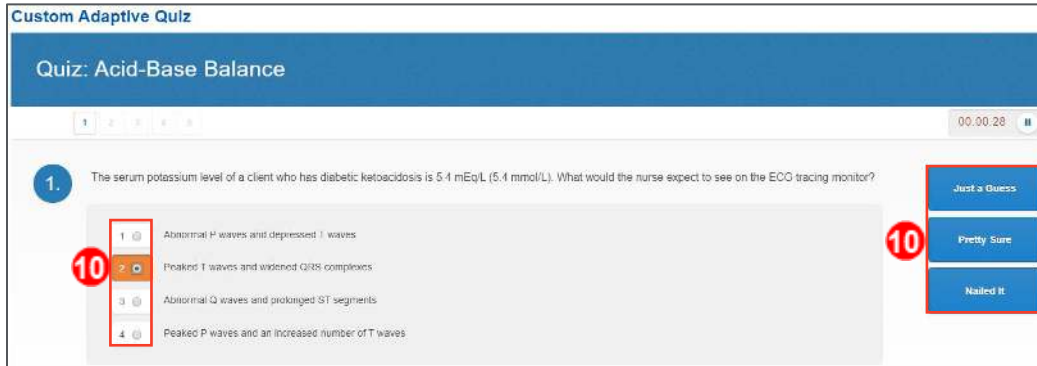 Custom Adaptive Quiz
Quiz: Acid-Base Balance
1 2 3 4 5
00:00:28
1. The serum potassium level of a client who has diabetic ketoacidosis is 5.4 mEq/L (5.4 mmol/L). What would the nurse expect to see on the ECG tracing monitor?
Just a Guess
1 Abnormal P waves and depressed T waves
10
2 Peaked T waves and widened QRS complexes
10
Pretty Sure
3 Abnormal Q waves and prolonged ST segments
Nailed It
4 Peaked P waves and an increased number of T waves